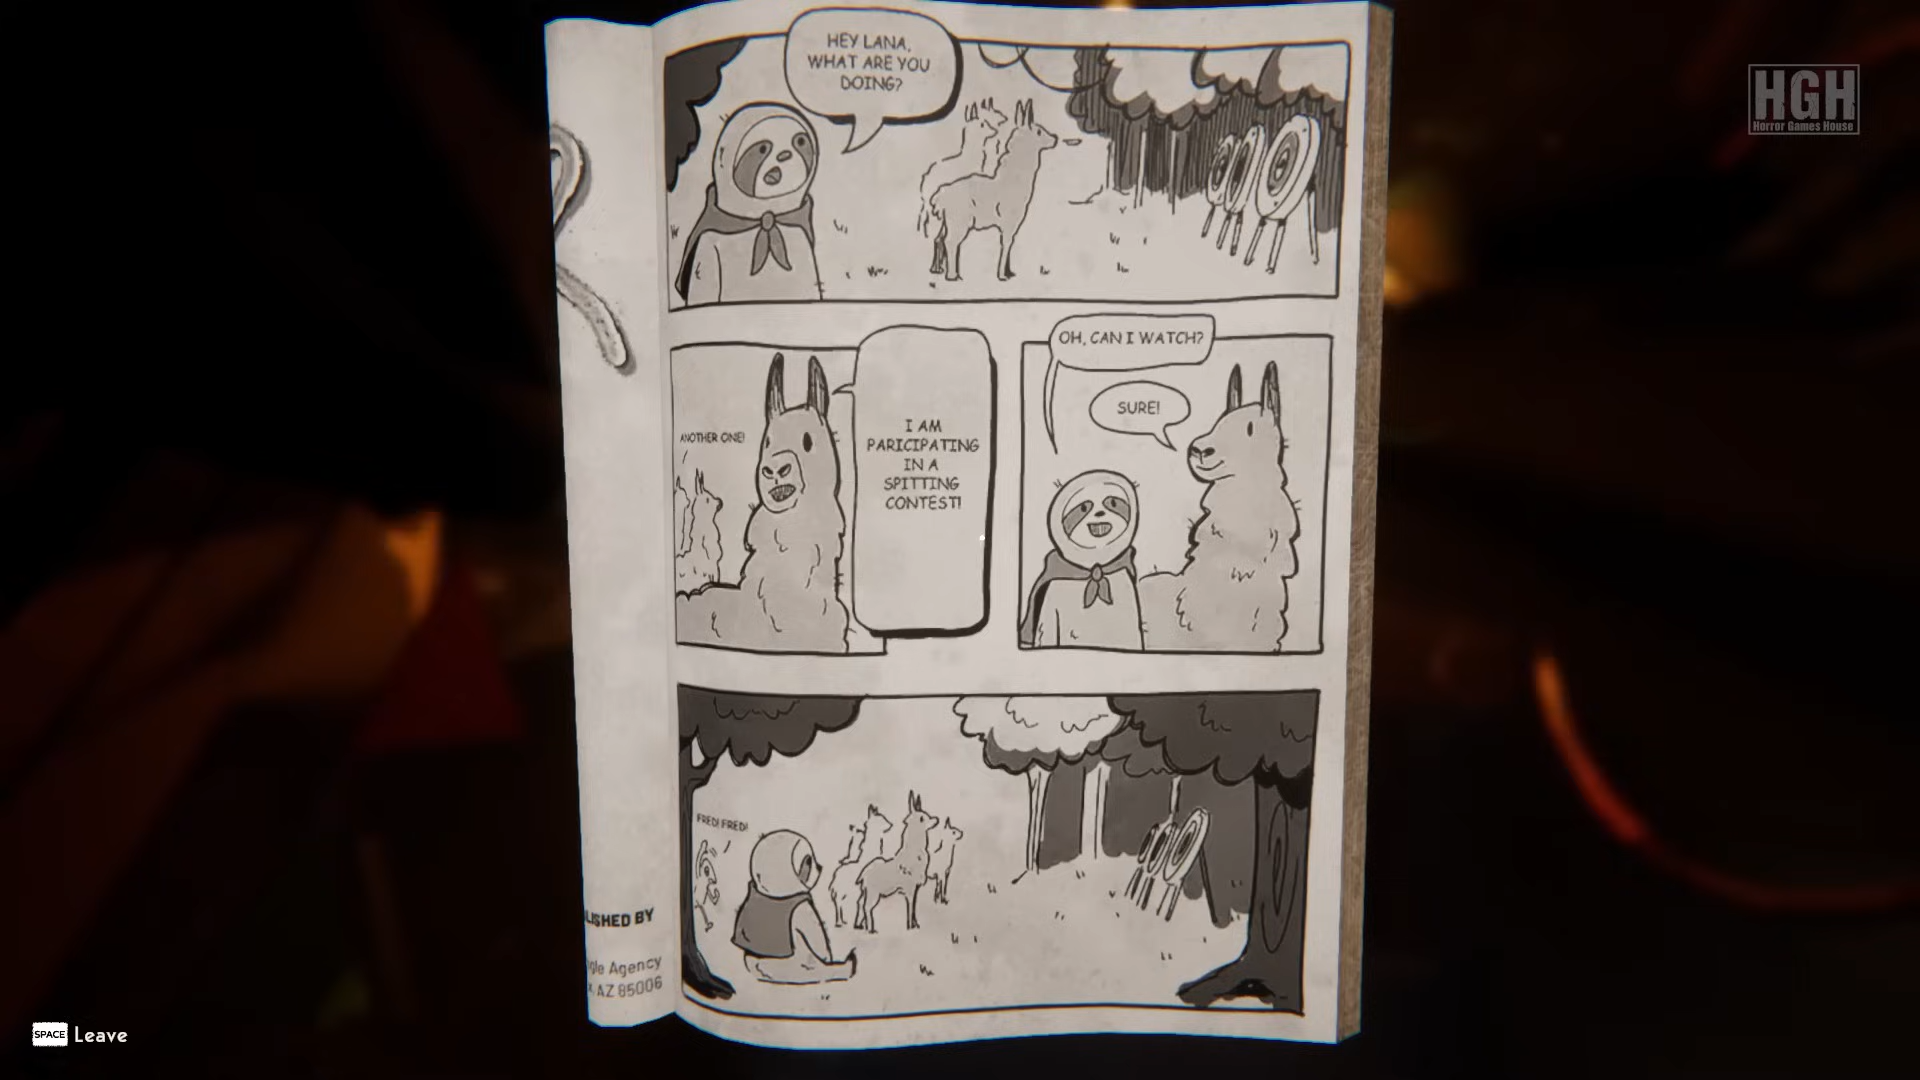 HEY LANA,
WHAT ARE YOU
DOING?
HGH
Horror Games House
ANOTHER ONE!
I AM
PARICIPATING
IN A
SPITTING
CONTEST!
OH, CAN I WATCH?
SURE!
FRED! FRED!
LISHED BY
gle Agency
AZ 85006
SPACE Leave